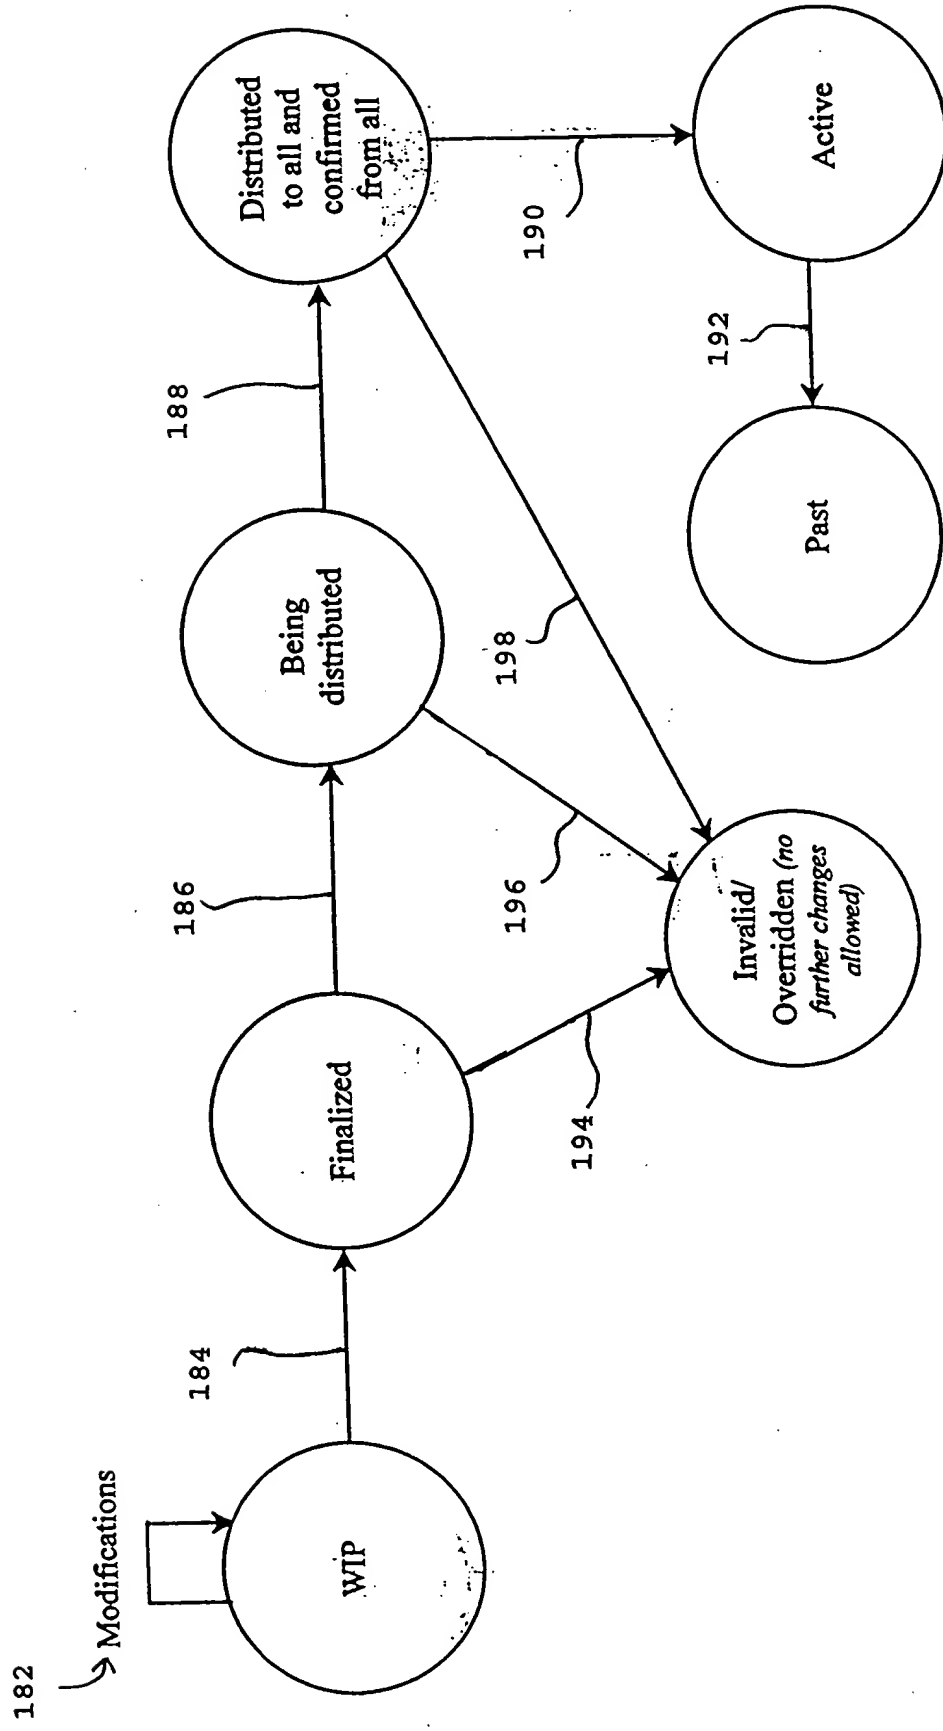 182
Modifications
WIP
184
Finalized
186
Being
distributed
188
Distributed
to all and
confirmed
from all
194
196
198
190
Invalid/
Overridden (no
further changes
allowed)
Past
192
Active